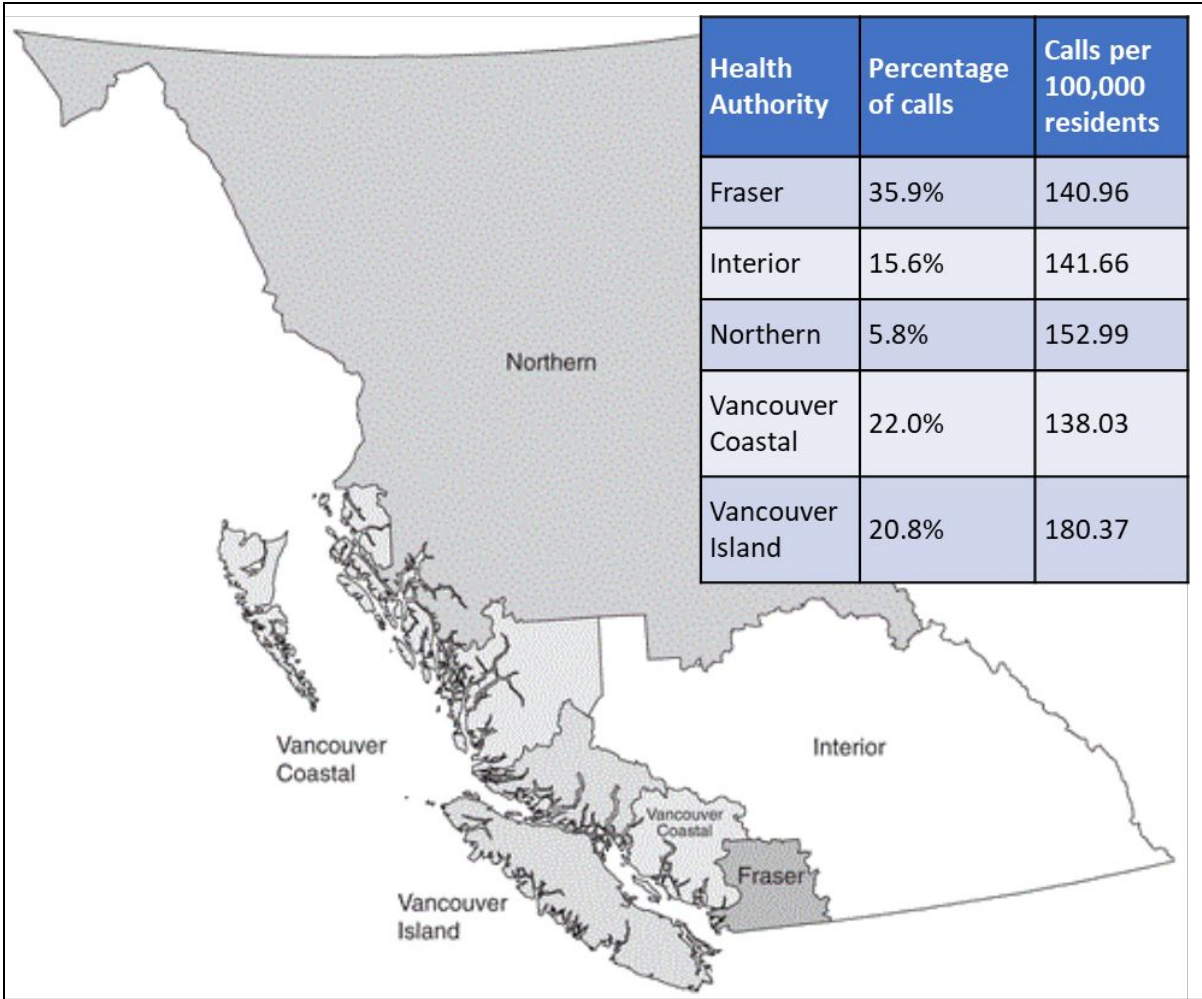 Health
Authority
Percentage
of calls
Calls per
100,000
residents
Fraser
35.9%
140.96
Interior
15.6%
141.66
Northern
5.8%
152.99
Vancouver
Coastal
22.0%
138.03
Vancouver
Island
20.8%
180.37
Northern
Vancouver
Coastal
Interior
Vancouver
Coastal
Fraser
Vancouver
Island